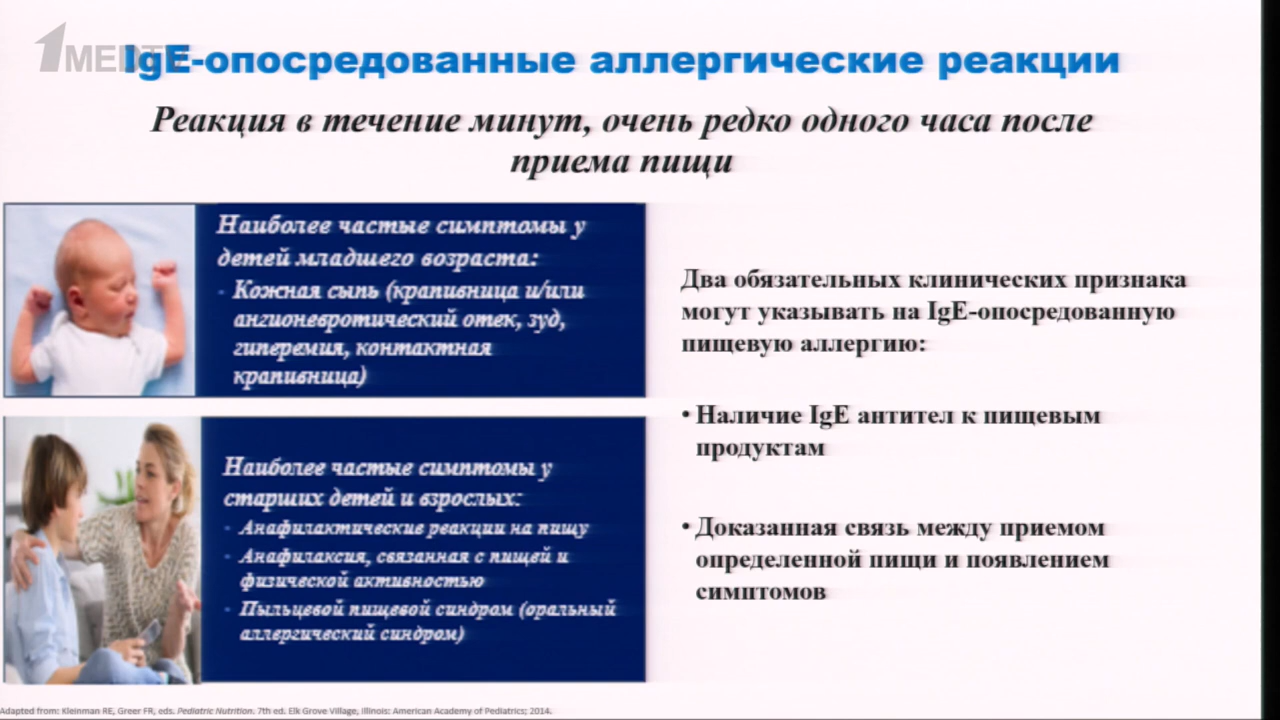 1МЕДTV
IgE-опосредованные аллергические реакции
Реакция в течение минут, очень редко одного часа после
приема пищи
Наиболее частые симптомы у
детей младшего возраста:
- Кожная сыпь (крапивница и/или
ангионевротический отек, зуд,
гиперемия, контактная
крапивница)
Наиболее частые симптомы у
старших детей и взрослых:
- Анафилактические реакции на пищу
- Анафилаксия, связанная с пищей и
физической активностью
- Пыльцевой пищевой синдром (оральный
аллергический синдром)
Два обязательных клинических признака
могут указывать на IgE-опосредованную
пищевую аллергию:
• Наличие IgE антител к пищевым
продуктам
• Доказанная связь между приемом
определенной пищи и появлением
симптомов
Adapted from: Kleinman RE, Greer FR, eds. Pediatric Nutrition. 7th ed. Elk Grove Village, Illinois: American Academy of Pediatrics; 2014.